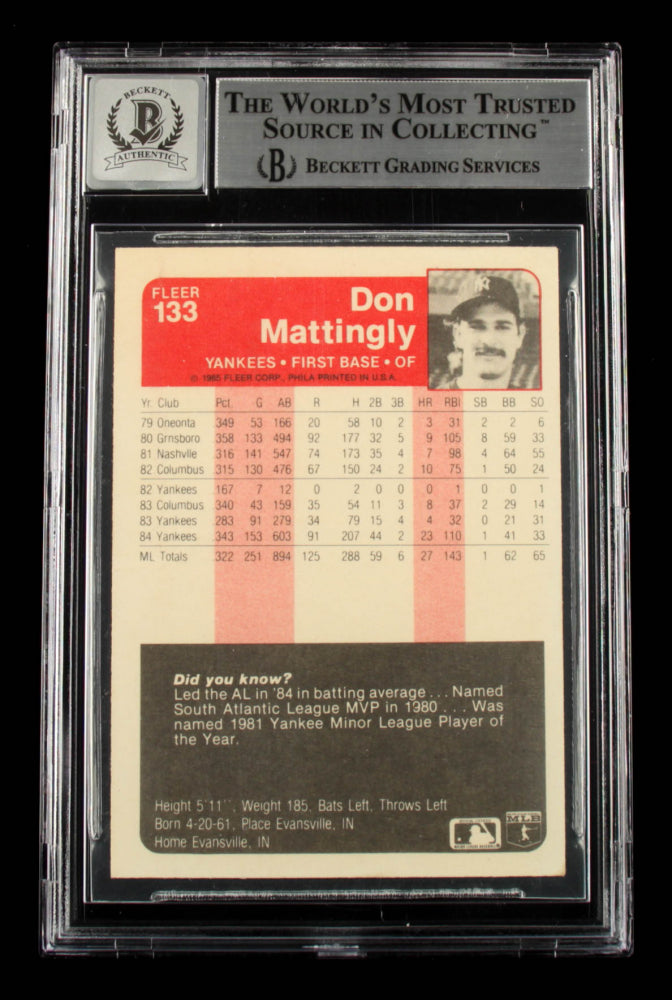 BECKETT
B
AUTHENTIC
THE WORLD'S MOST TRUSTED
SOURCE IN COLLECTING™
B BECKETT GRADING SERVICES
FLEER
133
Don
Mattingly
YANKEES • FIRST BASE • OF
© 1985 FLEER CORP., PHILA PRINTED IN U.S.A.
NY
Yr. Club Pct. G AB R H 2B 3B HR RBI SB BB SO
79 Oneonta .349 53 166 20 58 10 2 3 31 2 2 6
80 Grnsboro .358 133 494 92 177 32 5 9 105 8 59 33
81 Nashvlle .316 141 547 74 173 35 4 7 98 4 64 55
82 Columbus .315 130 476 67 150 24 2 10 75 1 50 24
82 Yankees .167 7 12 0 2 0 0 0 1 0 0 1
83 Columbus .340 43 159 35 54 11 3 8 37 2 29 14
83 Yankees .283 91 279 34 79 15 4 4 32 0 21 31
84 Yankees .343 153 603 91 207 44 2 23 110 1 41 33
ML Totals .322 251 894 125 288 59 6 27 143 1 62 65
Did you know?
Led the AL in '84 in batting average . . . Named
South Atlantic League MVP in 1980 . . . Was
named 1981 Yankee Minor League Player of
the Year.
Height 5'11'', Weight 185, Bats Left, Throws Left
Born 4-20-61, Place Evansville, IN
Home Evansville, IN
MLB